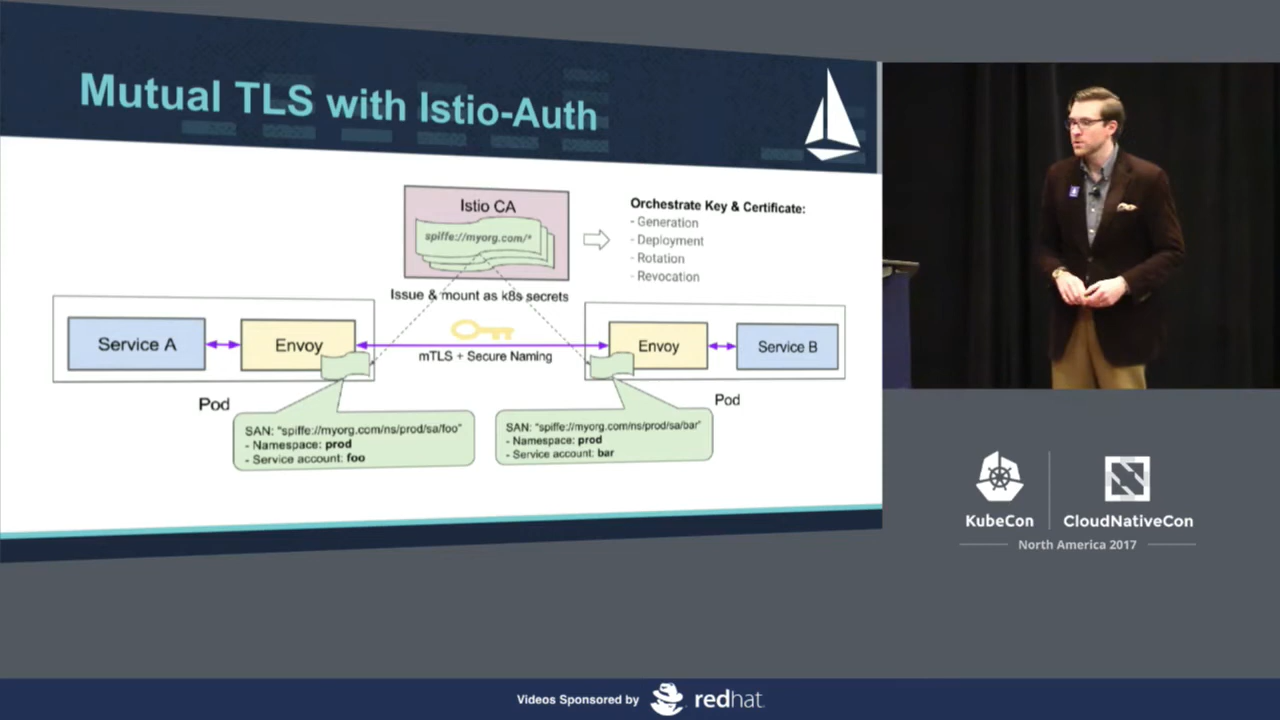 Mutual TLS with Istio-Auth
Istio CA
spiffe://myorg.com/*
Orchestrate Key & Certificate:
- Generation
- Deployment
- Rotation
- Revocation
Issue & mount as k8s secrets
Service A
Envoy
mTLS + Secure Naming
Envoy
Service B
Pod
Pod
SAN: "spiffe://myorg.com/ns/prod/sa/foo"
- Namespace: prod
- Service account: foo
SAN: "spiffe://myorg.com/ns/prod/sa/bar"
- Namespace: prod
- Service account: bar
KubeCon
CloudNativeCon
North America 2017
Videos Sponsored by
redhat